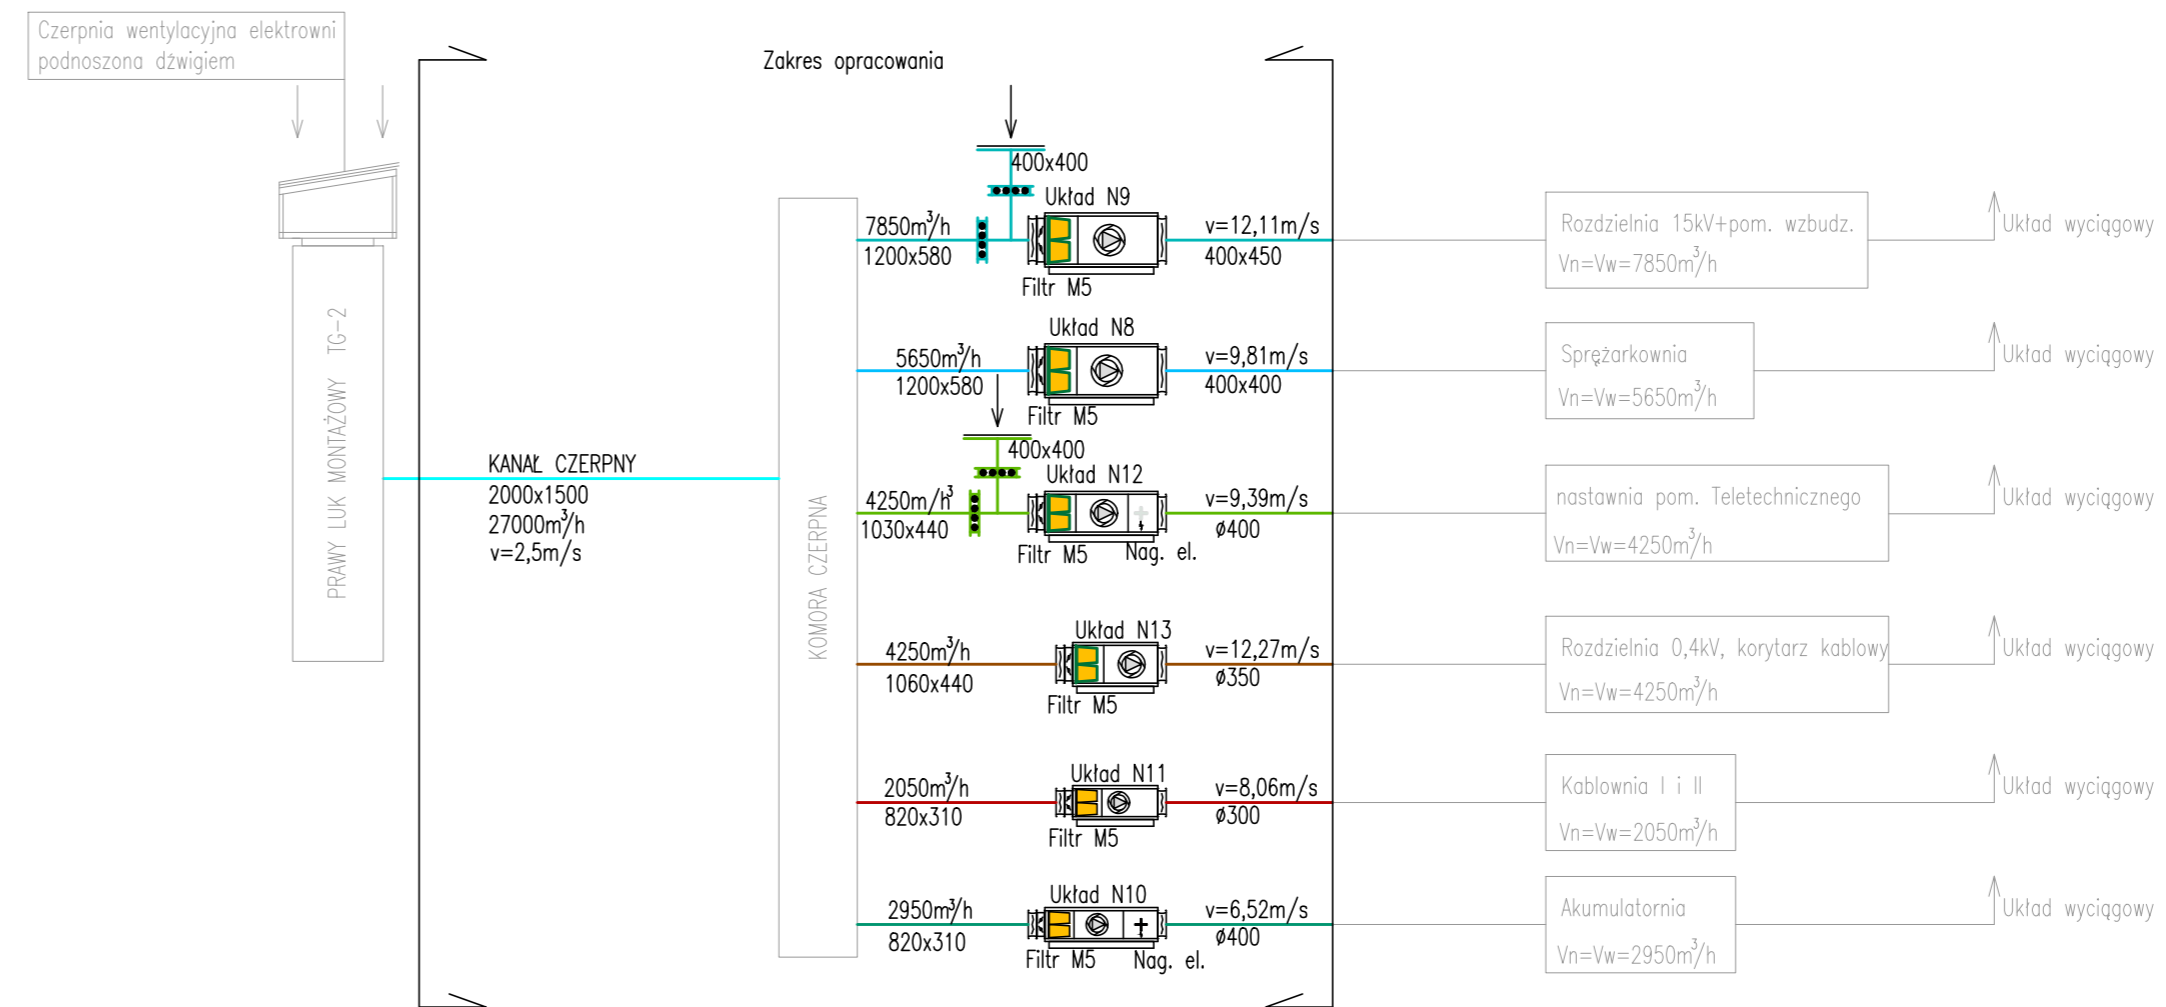 Czerpnia wentylacyjna elektrowni
podnoszona dźwigiem
Zakres opracowania
PRAWY LUK MONTAŻOWY TG-2
KANAŁ CZERPNY
2000x1500
27000m³/h
v=2,5m/s
KOMORA CZERPNA
400x400
Układ N9
7850m³/h
1200x580
Filtr M5
v=12,11m/s
400x450
Rozdzielnia 15kV+pom. wzbudz.
Vn=Vw=7850m³/h
Układ wyciągowy
Układ N8
5650m³/h
1200x580
Filtr M5
v=9,81m/s
400x400
Sprężarkownia
Vn=Vw=5650m³/h
Układ wyciągowy
400x400
Układ N12
4250m/h³
1030x440
Filtr M5
Nag. el.
v=9,39m/s
ø400
nastawnia pom. Teletechnicznego
Vn=Vw=4250m³/h
Układ wyciągowy
Układ N13
4250m³/h
1060x440
Filtr M5
v=12,27m/s
ø350
Rozdzielnia 0,4kV, korytarz kablowy
Vn=Vw=4250m³/h
Układ wyciągowy
Układ N11
2050m³/h
820x310
Filtr M5
v=8,06m/s
ø300
Kablownia I i II
Vn=Vw=2050m³/h
Układ wyciągowy
Układ N10
2950m³/h
820x310
Filtr M5
Nag. el.
v=6,52m/s
ø400
Akumulatornia
Vn=Vw=2950m³/h
Układ wyciągowy